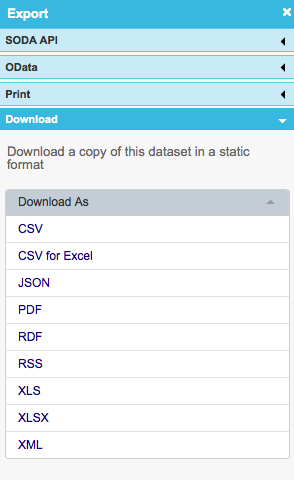 Export
SODA API
OData
Print
Download
Download a copy of this dataset in a static
format
Download As
CSV
CSV for Excel
JSON
PDF
RDF
RSS
XLS
XLSX
XML